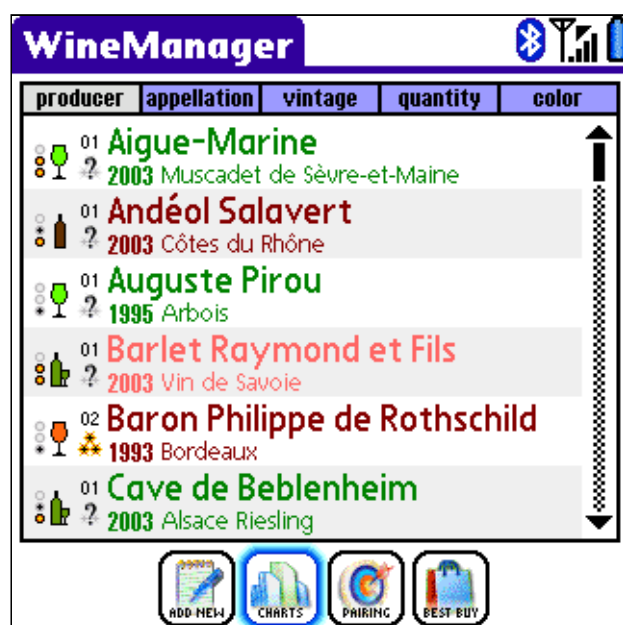 WineManager
producer appellation vintage quantity color
01 Aigue-Marine
2003 Muscadet de Sèvre-et-Maine
01 Andéol Salavert
2003 Côtes du Rhône
01 Auguste Pirou
1995 Arbois
01 Barlet Raymond et Fils
2003 Vin de Savoie
02 Baron Philippe de Rothschild
1993 Bordeaux
01 Cave de Beblenheim
2003 Alsace Riesling
ADD NEW CHARTS PAIRING BEST BUY